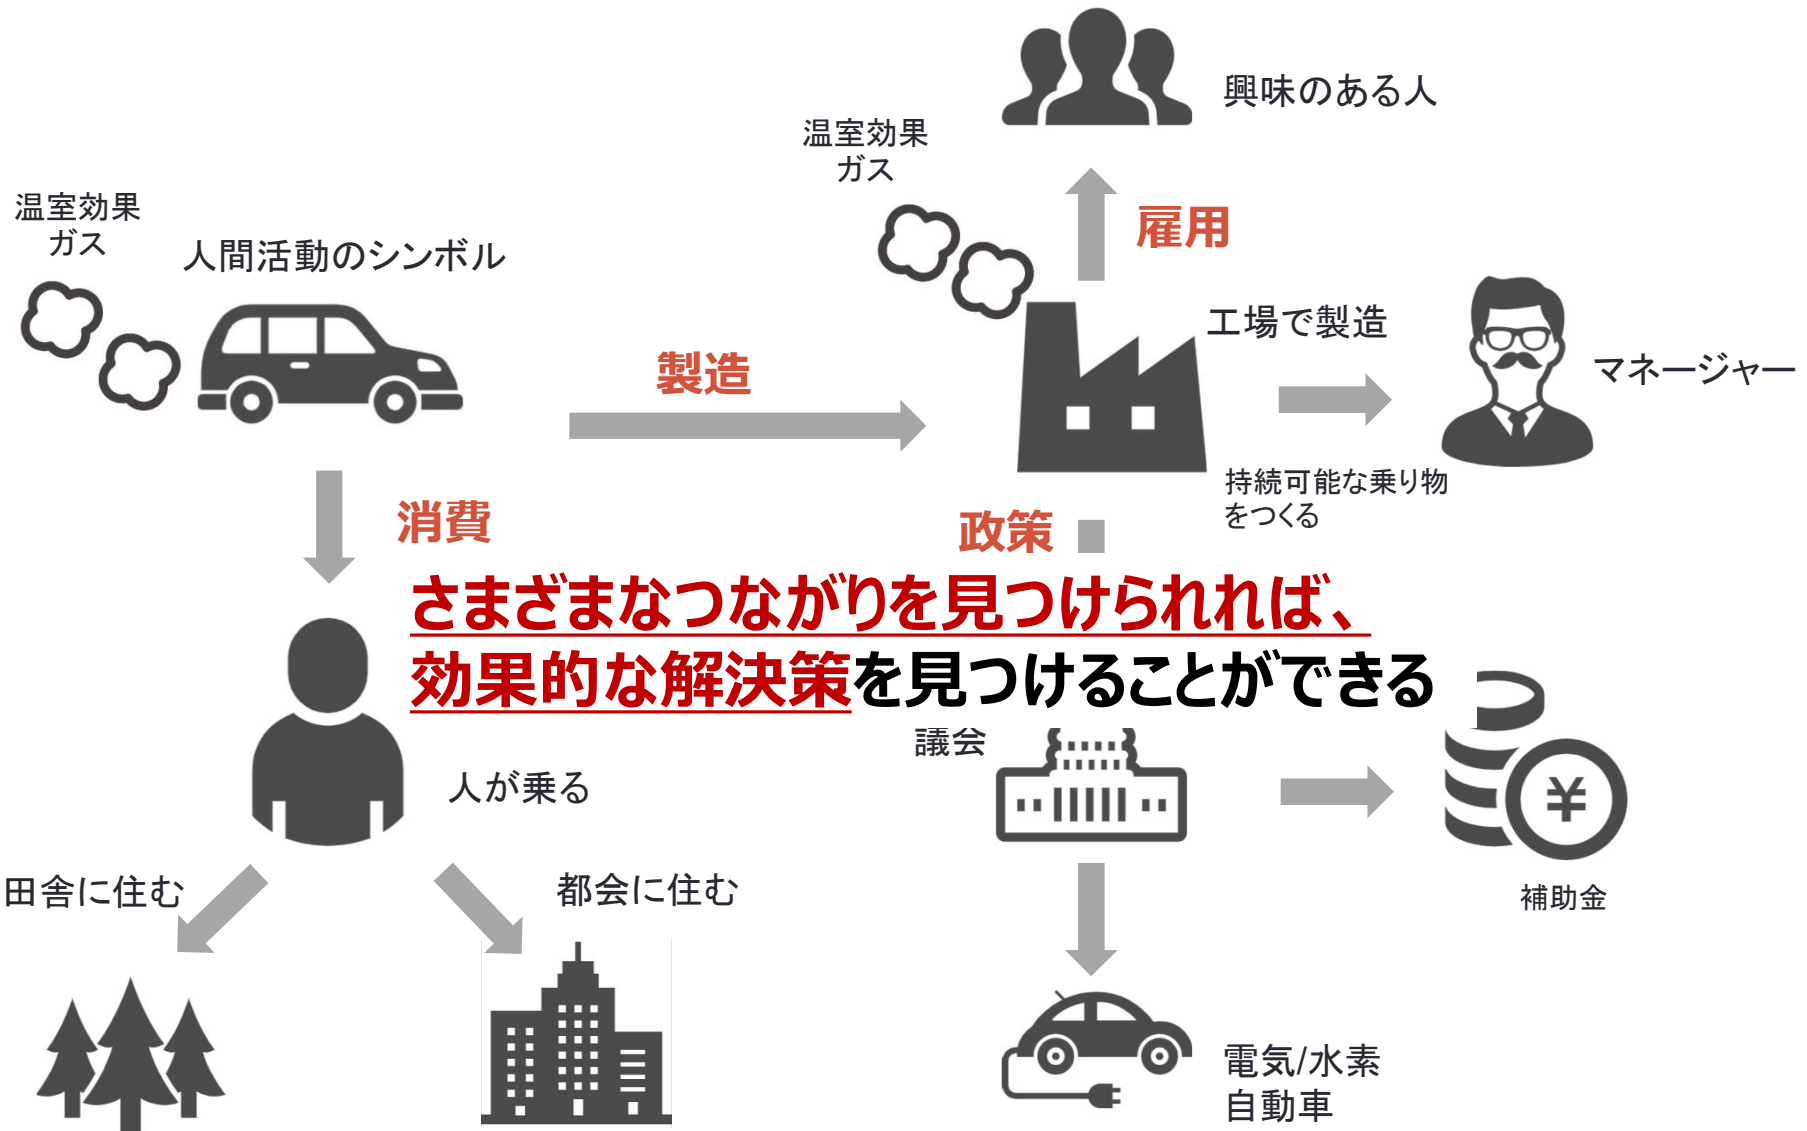 興味のある人
温室効果
ガス
温室効果
ガス
人間活動のシンボル
雇用
工場で製造
製造
マネージャー
持続可能な乗り物
をつくる
消費
政策
さまざまなつながりを見つけられれば、
効果的な解決策を見つけることができる
議会
人が乗る
¥
田舎に住む
都会に住む
補助金
電気/水素
自動車